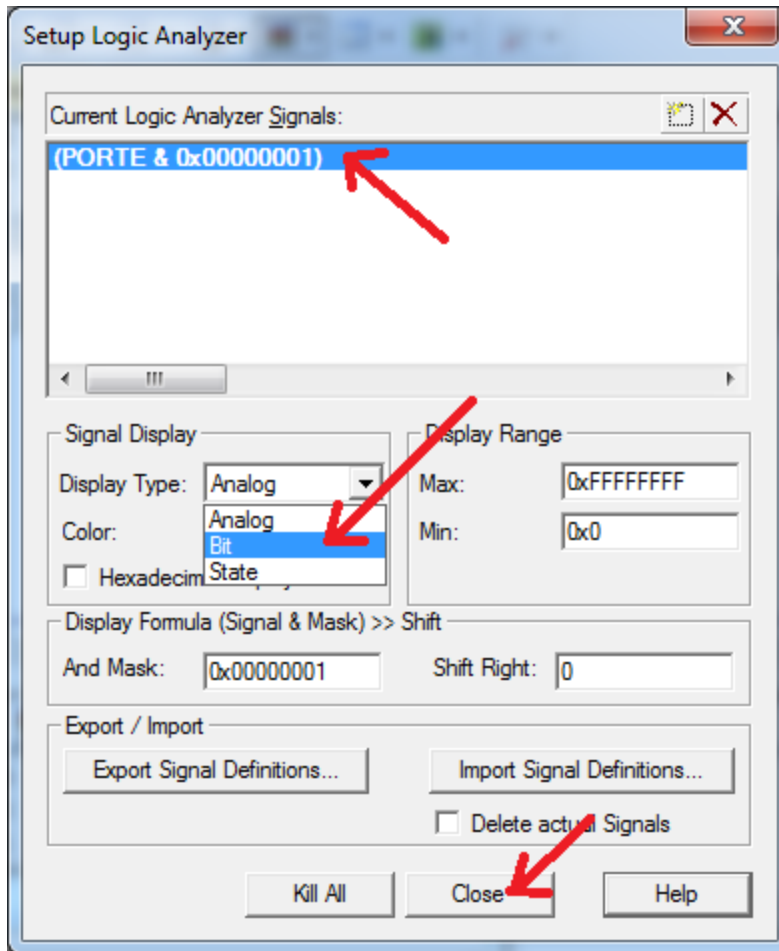 Setup Logic Analyzer
Current Logic Analyzer Signals:
(PORTE & 0x00000001)
Signal Display
Display Range
Display Type: Analog
Max: 0xFFFFFFFF
Analog
Color:
Min: 0x0
Bit
Hexadecim
State
Display Formula (Signal & Mask) >> Shift
And Mask: 0x00000001
Shift Right: 0
Export / Import
Export Signal Definitions...
Import Signal Definitions...
Delete actual Signals
Kill All
Close
Help